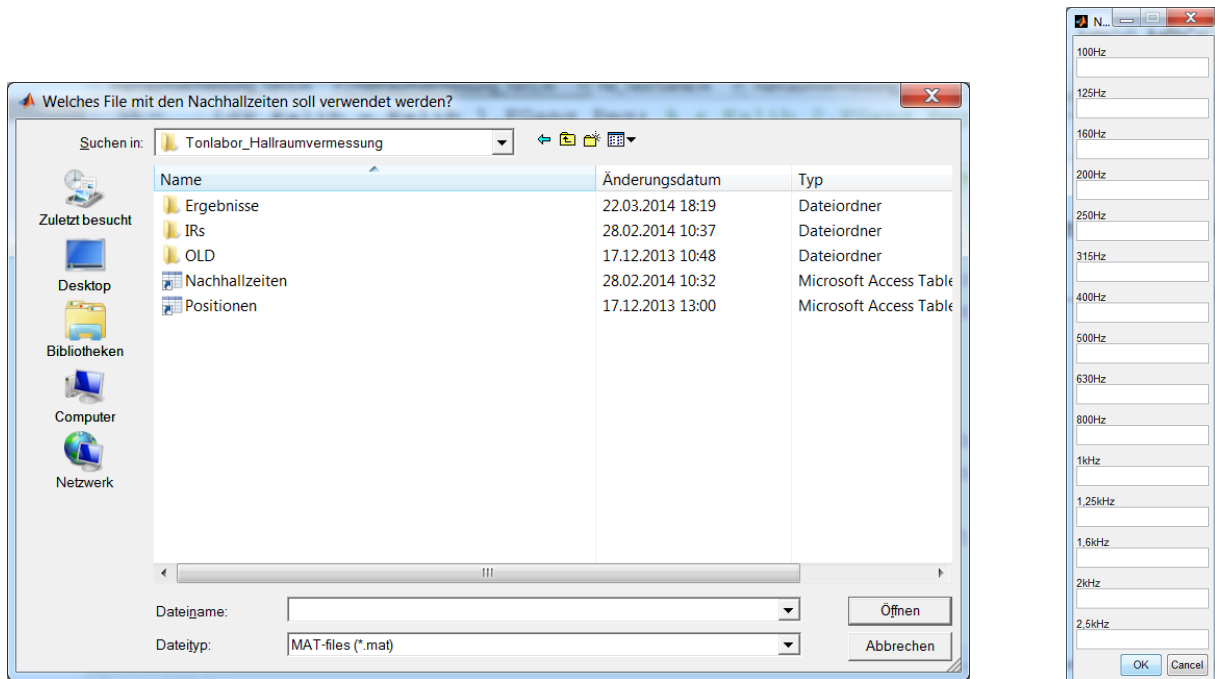 Welches File mit den Nachhallzeiten soll verwendet werden?
Suchen in: Tonlabor_Hallraumvermessung
Name Änderungsdatum Typ
Ergebnisse 22.03.2014 18:19 Dateiordner
IRs 28.02.2014 10:37 Dateiordner
OLD 17.12.2013 10:48 Dateiordner
Nachhallzeiten 28.02.2014 10:32 Microsoft Access Table
Positionen 17.12.2013 13:00 Microsoft Access Table
Zuletzt besucht
Desktop
Bibliotheken
Computer
Netzwerk
Dateiname: Öffnen
Dateityp: MAT-files (*.mat) Abbrechen
N...
100Hz
125Hz
160Hz
200Hz
250Hz
315Hz
400Hz
500Hz
630Hz
800Hz
1kHz
1,25kHz
1,6kHz
2kHz
2,5kHz
OK Cancel